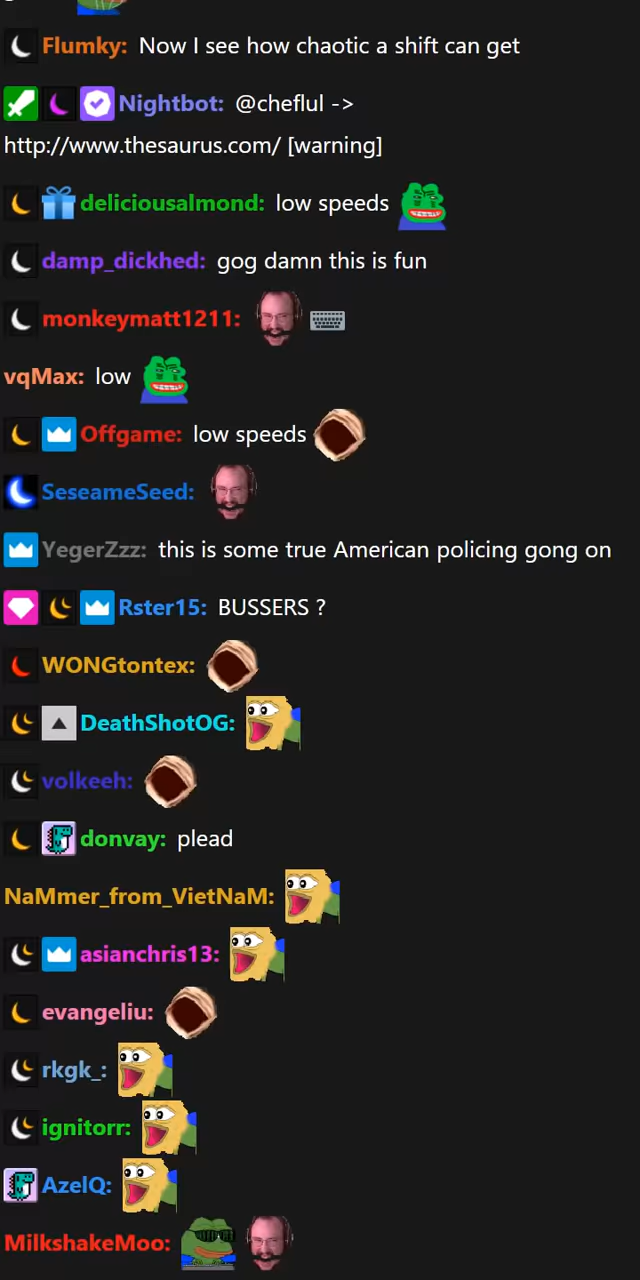 Flumky: Now I see how chaotic a shift can get
Nightbot: @cheflul ->
http://www.thesaurus.com/ [warning]
deliciousalmond: low speeds
damp_dickhed: gog damn this is fun
monkeymatt1211:
vqMax: low
Offgame: low speeds
SeseameSeed:
YegerZzz: this is some true American policing gong on
Rster15: BUSSERS ?
WONGtontex:
DeathShotOG:
volkeeh:
donvay: plead
NaMmer_from_VietNaM:
asianchris13:
evangeliu:
rkgk_:
ignitorr:
AzelQ:
MilkshakeMoo: